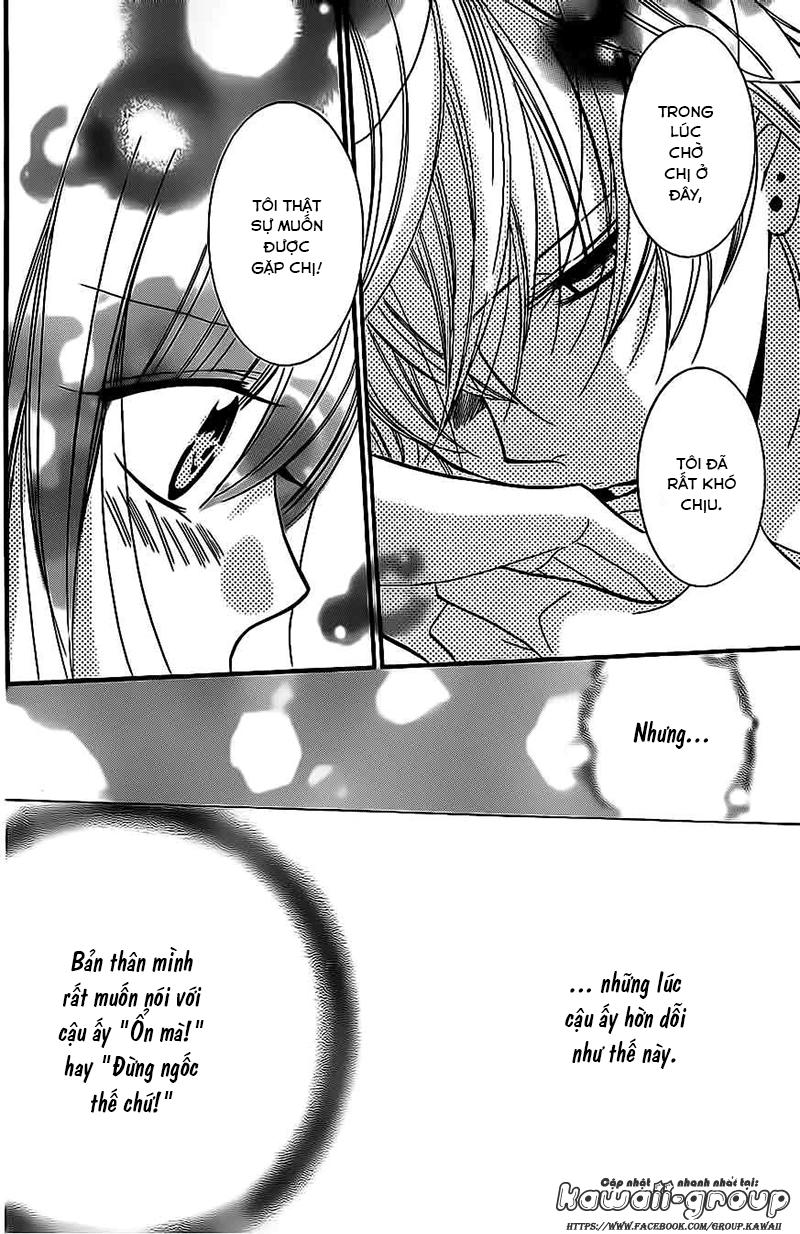 TRONG
LÚC
CHỜ
CHỊ Ở
ĐÂY,
TÔI ĐÃ
RẤT KHÓ
CHỊU.
TÔI THẬT
SỰ MUỐN
ĐƯỢC
GẶP CHỊ!
Nhưng...
... những lúc
cậu ấy hờn dỗi
như thế này.
Bản thân mình
rất muốn nói với
cậu ấy "Ổn mà!"
hay "Đừng ngốc
thế chứ!"
Cập nhật nhanh nhất tại:
kawaii-group
HTTPS://WWW.FACEBOOK.COM/GROUP.KAWAII